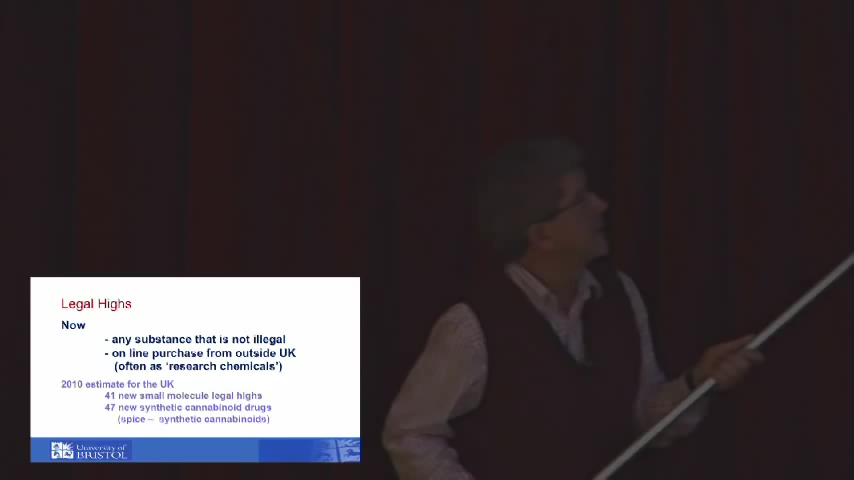 Legal Highs
Now
- any substance that is not illegal
- on line purchase from outside UK
(often as ‘research chemicals’)
2010 estimate for the UK
41 new small molecule legal highs
47 new synthetic cannabinoid drugs
(spice – synthetic cannabinoids)
University of
BRISTOL